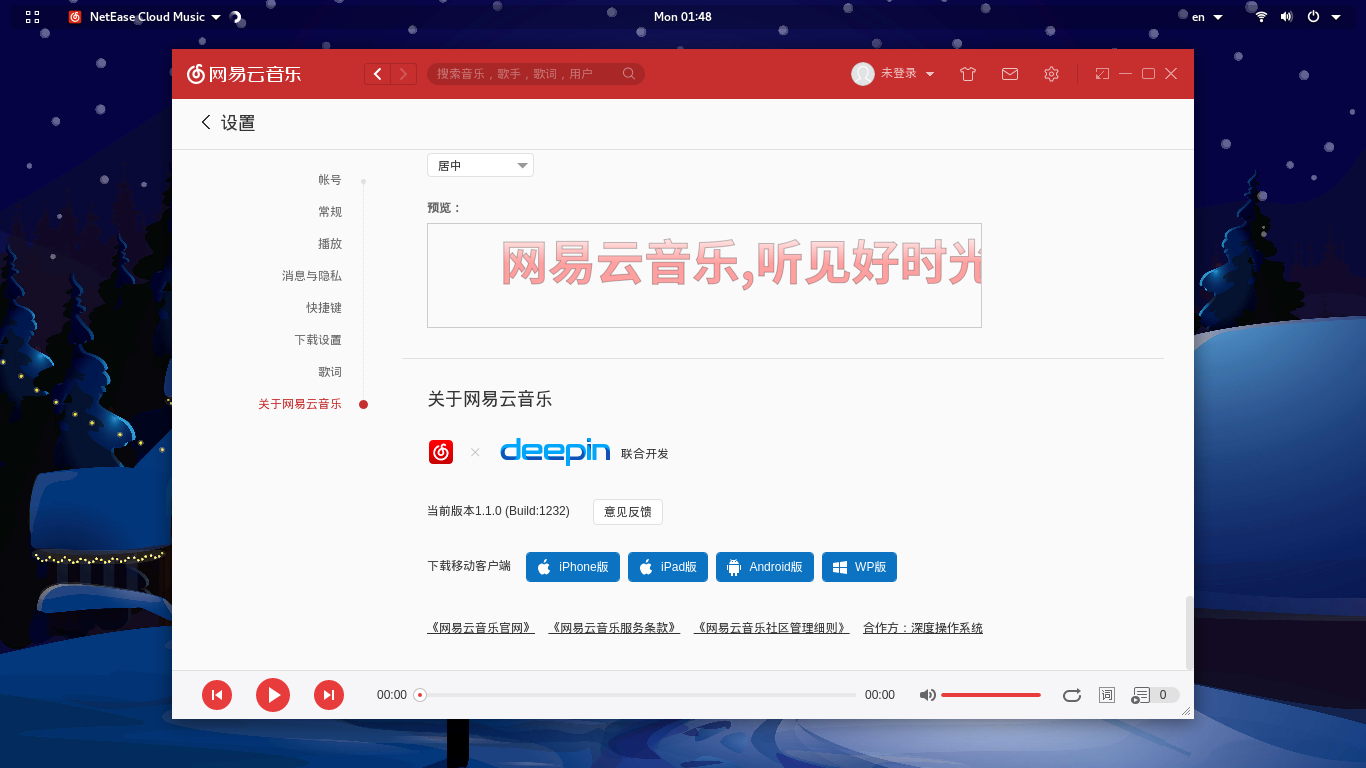 NetEase Cloud Music
Mon 01:48
en
网易云音乐
搜索音乐，歌手，歌词，用户
未登录
设置
居中
帐号
预览：
常规
播放
网易云音乐,听见好时光
消息与隐私
快捷键
下载设置
歌词
关于网易云音乐
关于网易云音乐
deepin 联合开发
当前版本1.1.0 (Build:1232)
意见反馈
下载移动客户端
iPhone版
iPad版
Android版
WP版
《网易云音乐官网》 《网易云音乐服务条款》 《网易云音乐社区管理细则》 合作方：深度操作系统
00:00
00:00
词
0